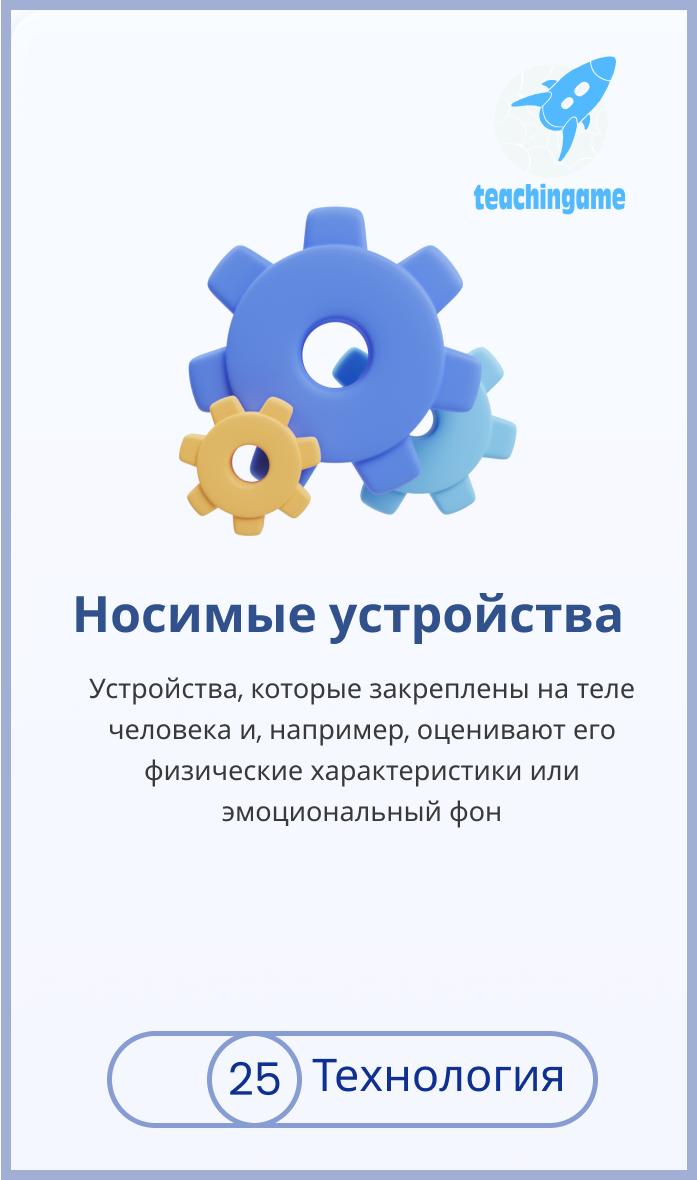 teachingame
Носимые устройства
Устройства, которые закреплены на теле
человека и, например, оценивают его
физические характеристики или
эмоциональный фон
25 Технология